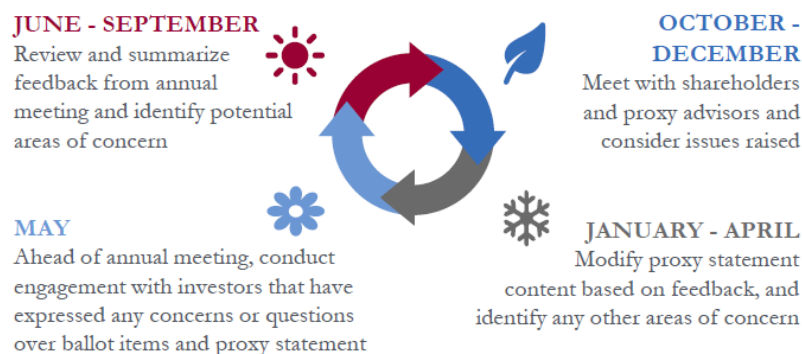 JUNE - SEPTEMBER
Review and summarize
feedback from annual
meeting and identify potential
areas of concern
OCTOBER -
DECEMBER
Meet with shareholders
and proxy advisors and
consider issues raised
MAY
Ahead of annual meeting, conduct
engagement with investors that have
expressed any concerns or questions
over ballot items and proxy statement
JANUARY - APRIL
Modify proxy statement
content based on feedback, and
identify any other areas of concern